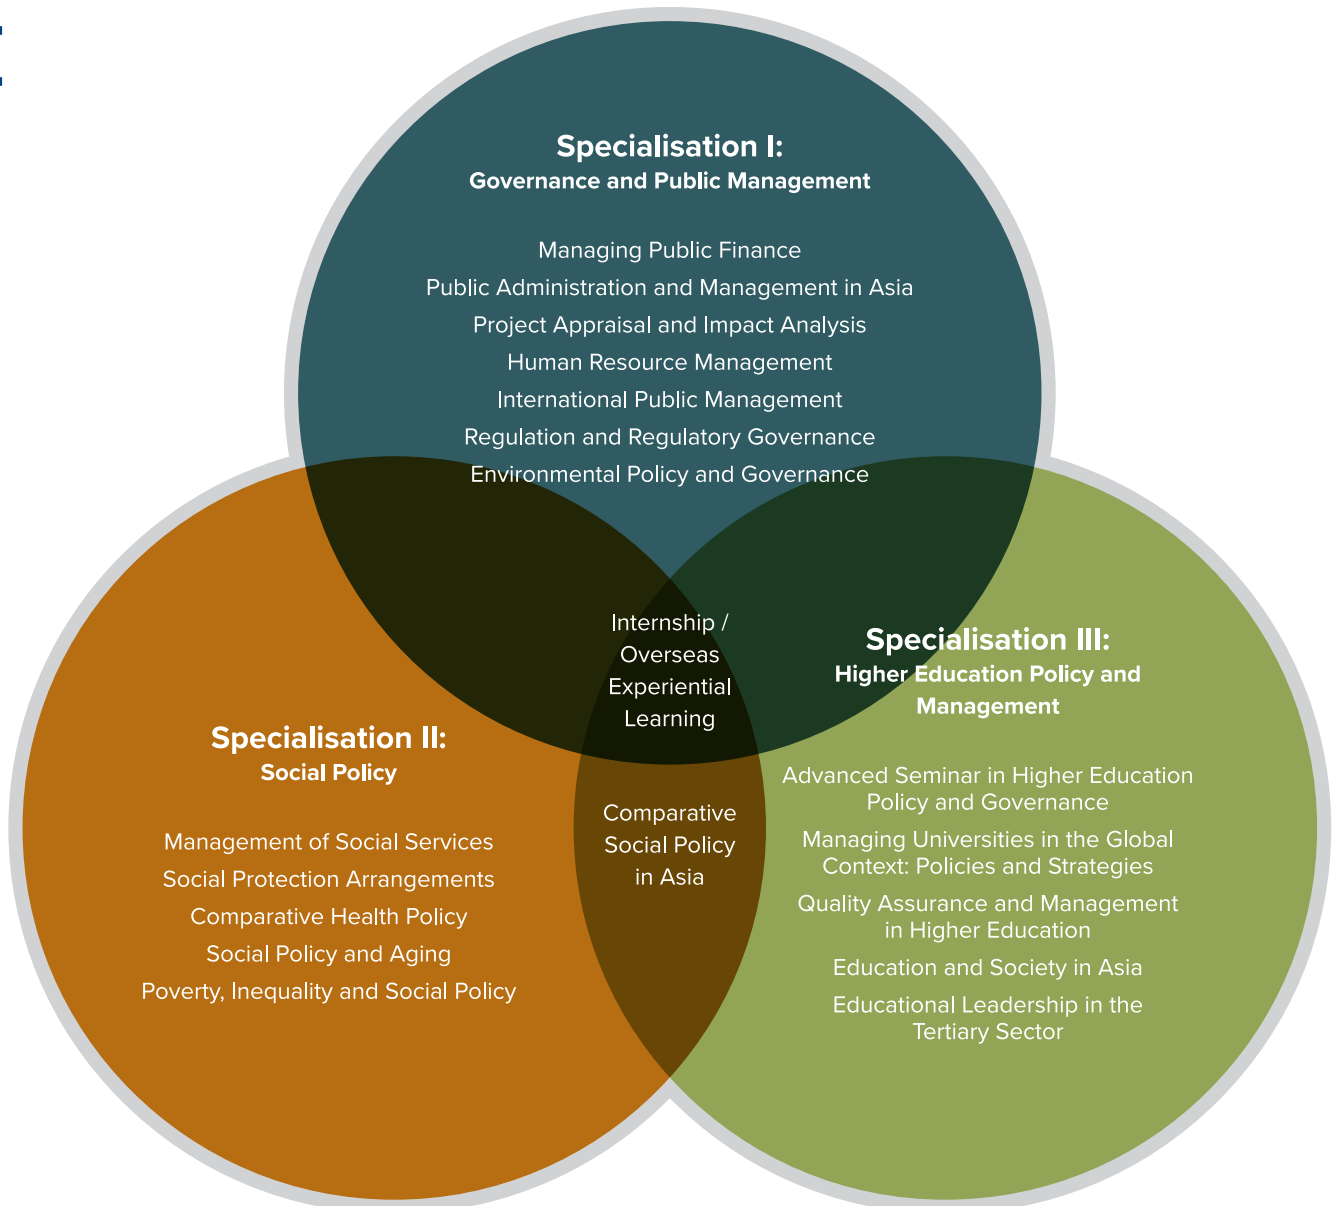 Specialisation I:
Governance and Public Management
Managing Public Finance
Public Administration and Management in Asia
Project Appraisal and Impact Analysis
Human Resource Management
International Public Management
Regulation and Regulatory Governance
Environmental Policy and Governance
Internship /
Overseas
Experiential
Learning
Comparative
Social Policy
in Asia
Specialisation II:
Social Policy
Management of Social Services
Social Protection Arrangements
Comparative Health Policy
Social Policy and Aging
Poverty, Inequality and Social Policy
Specialisation III:
Higher Education Policy and
Management
Advanced Seminar in Higher Education
Policy and Governance
Managing Universities in the Global
Context: Policies and Strategies
Quality Assurance and Management
in Higher Education
Education and Society in Asia
Educational Leadership in the
Tertiary Sector